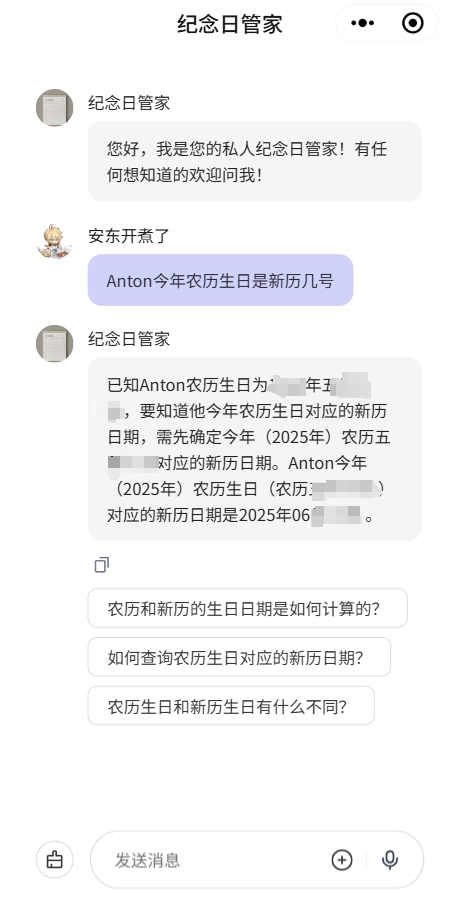 纪念日管家
纪念日管家
您好，我是您的私人纪念日管家！有任
何想知道的欢迎问我！
安东开煮了
Anton今年农历生日是新历几号
纪念日管家
已知Anton农历生日为 年五
，要知道他今年农历生日对应的新历
日期，需先确定今年（2025年）农历五
对应的新历日期。Anton今年
（2025年）农历生日（农历 ）
对应的新历日期是2025年06 。
农历和新历的生日日期是如何计算的？
如何查询农历生日对应的新历日期？
农历生日和新历生日有什么不同？
发送消息